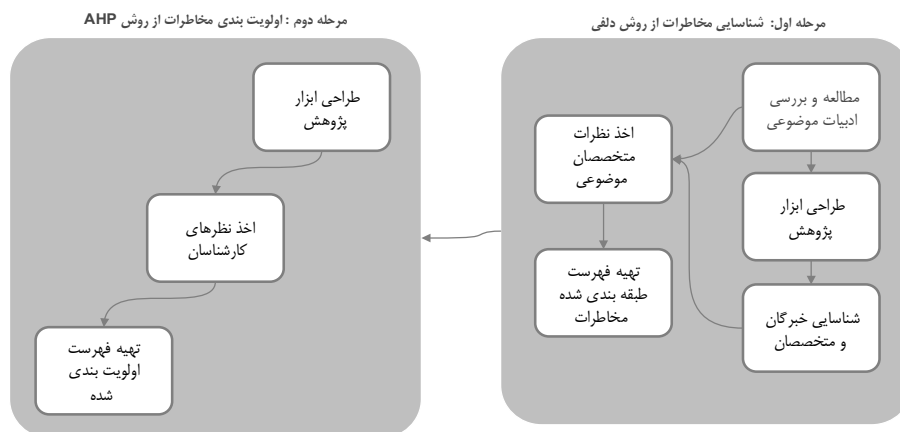 مرحله اول: شناسایی مخاطرات از روش دلفی
مطالعه و بررسی
ادبیات موضوعی
طراحی ابزار
پژوهش
شناسایی خبرگان
و متخصصان
اخذ نظرات
متخصصان
موضوعی
تهیه فهرست
طبقه بندی شده
مخاطرات
مرحله دوم : اولویت بندی مخاطرات از روش AHP
طراحی ابزار
پژوهش
اخذ نظرهای
کارشناسان
تهیه فهرست
اولویت بندی
شده